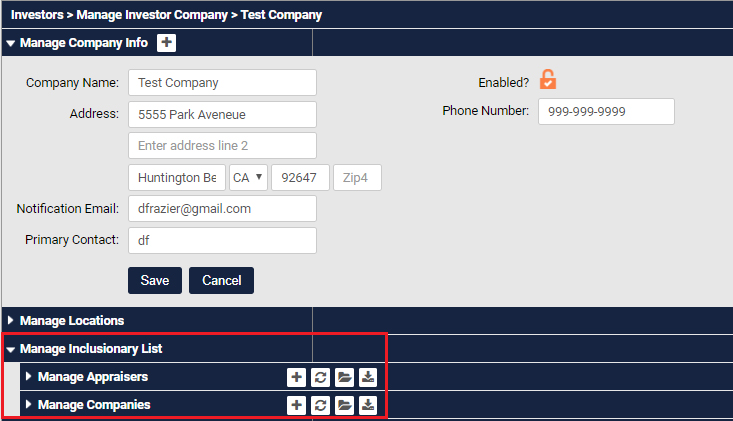 Investors > Manage Investor Company > Test Company
Manage Company Info
Company Name: Test Company Enabled?
Address: 5555 Park Aveneue Phone Number: 999-999-9999
Enter address line 2
Huntington Be CA 92647 Zip4
Notification Email: dfrazier@gmail.com
Primary Contact: df
Save Cancel
Manage Locations
Manage Inclusionary List
Manage Appraisers
Manage Companies